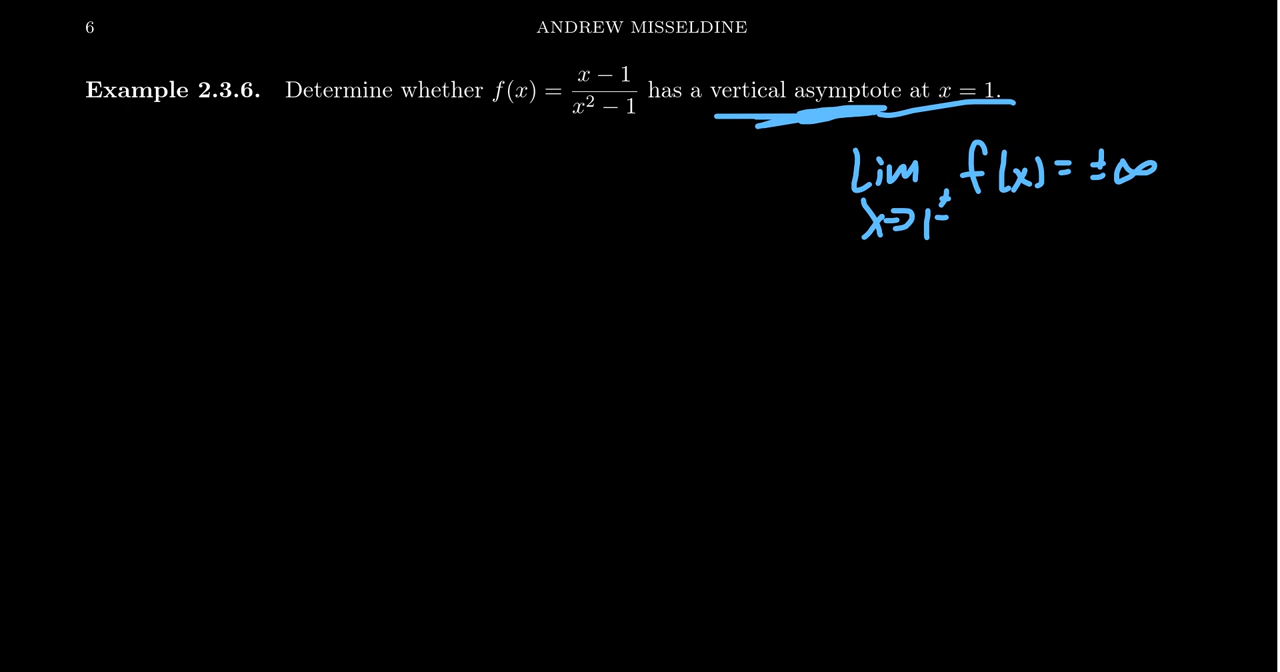 6 ANDREW MISSELDINE
Example 2.3.6. Determine whether f(x) = \frac{x − 1}{x² − 1} has a vertical asymptote at x = 1.
Lim f(x) = ±∞
x→1^±